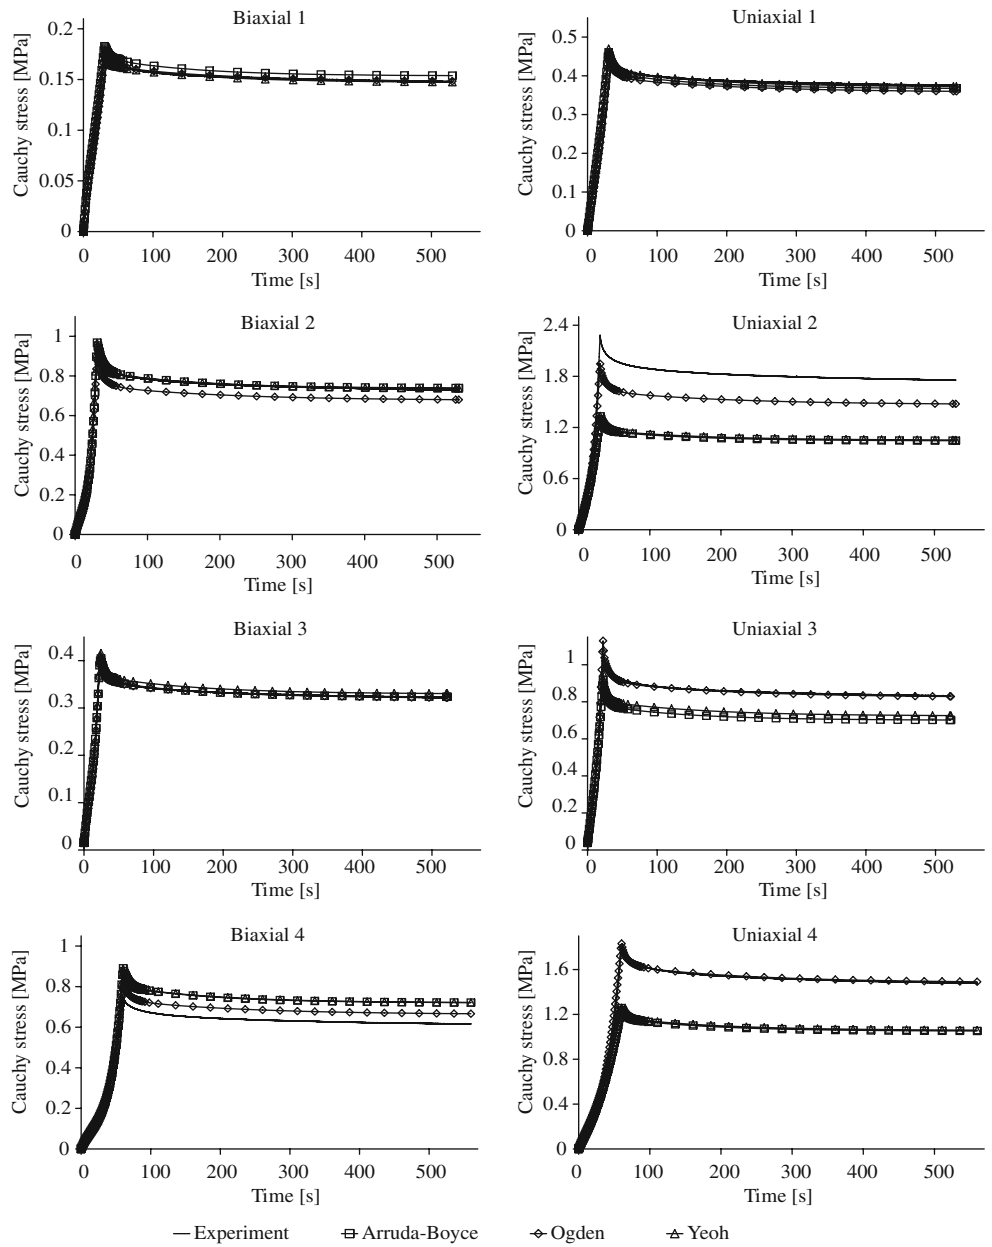 Biaxial 1
Cauchy stress [MPa]
0.2
0.15
0.1
0.05
0
0 100 200 300 400 500
Time [s]
Uniaxial 1
Cauchy stress [MPa]
0.5
0.4
0.3
0.2
0.1
0
0 100 200 300 400 500
Time [s]
Biaxial 2
Cauchy stress [MPa]
1
0.8
0.6
0.4
0.2
0
0 100 200 300 400 500
Time [s]
Uniaxial 2
Cauchy stress [MPa]
2.4
1.8
1.2
0.6
0
0 100 200 300 400 500
Time [s]
Biaxial 3
Cauchy stress [MPa]
0.4
0.3
0.2
0.1
0
0 100 200 300 400 500
Time [s]
Uniaxial 3
Cauchy stress [MPa]
1
0.8
0.6
0.4
0.2
0
0 100 200 300 400 500
Time [s]
Biaxial 4
Cauchy stress [MPa]
1
0.8
0.6
0.4
0.2
0
0 100 200 300 400 500
Time [s]
Uniaxial 4
Cauchy stress [MPa]
1.6
1.2
0.8
0.4
0
0 100 200 300 400 500
Time [s]
Experiment Arruda-Boyce Ogden Yeoh